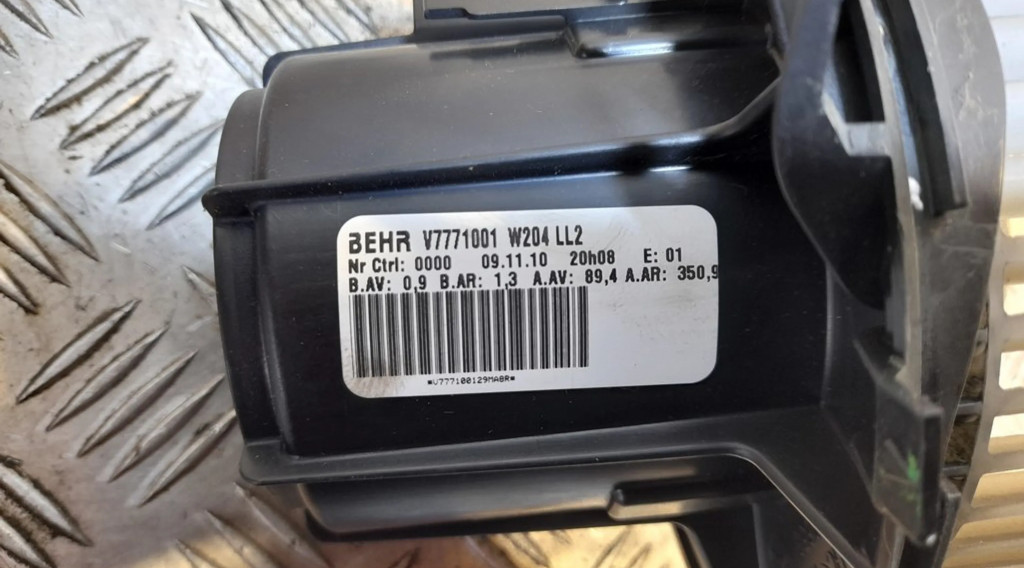 BEHR V7771001 W204 LL2
Nr Ctrl: 0000 09.11.10 20h08 E: 01
B.AV: 0,9 B.AR: 1,3 A.AV: 89,4 A.AR: 350,9
*V777100129MABR*